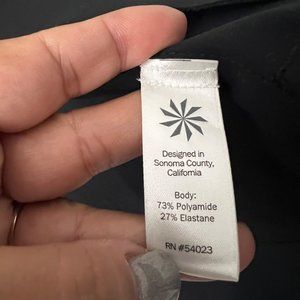 Designed in
Sonoma County,
California
Body:
73% Polyamide
27% Elastane
RN #54023